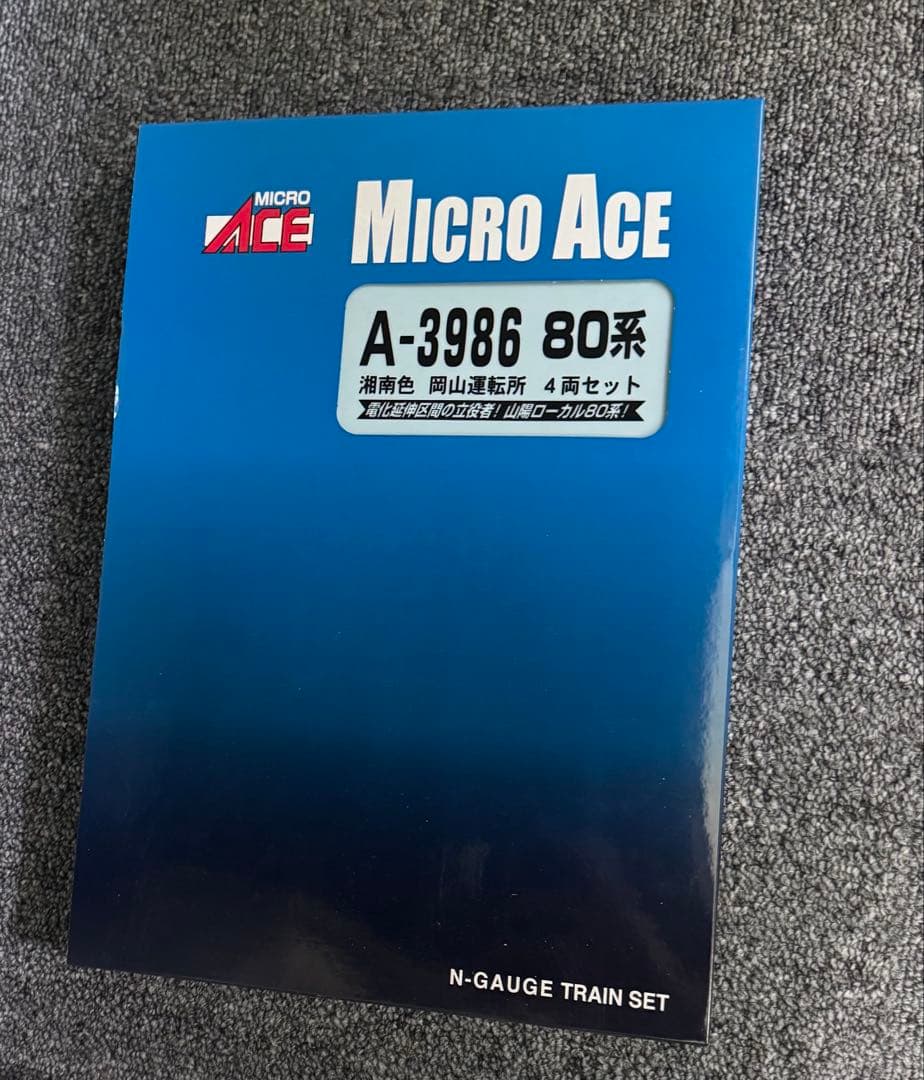 MICRO
ACE
MICRO ACE
A-3986 80系
湘南色 岡山運転所 4両セット
電化延伸区間の立役者!山陽ローカル80系!
N-GAUGE TRAIN SET